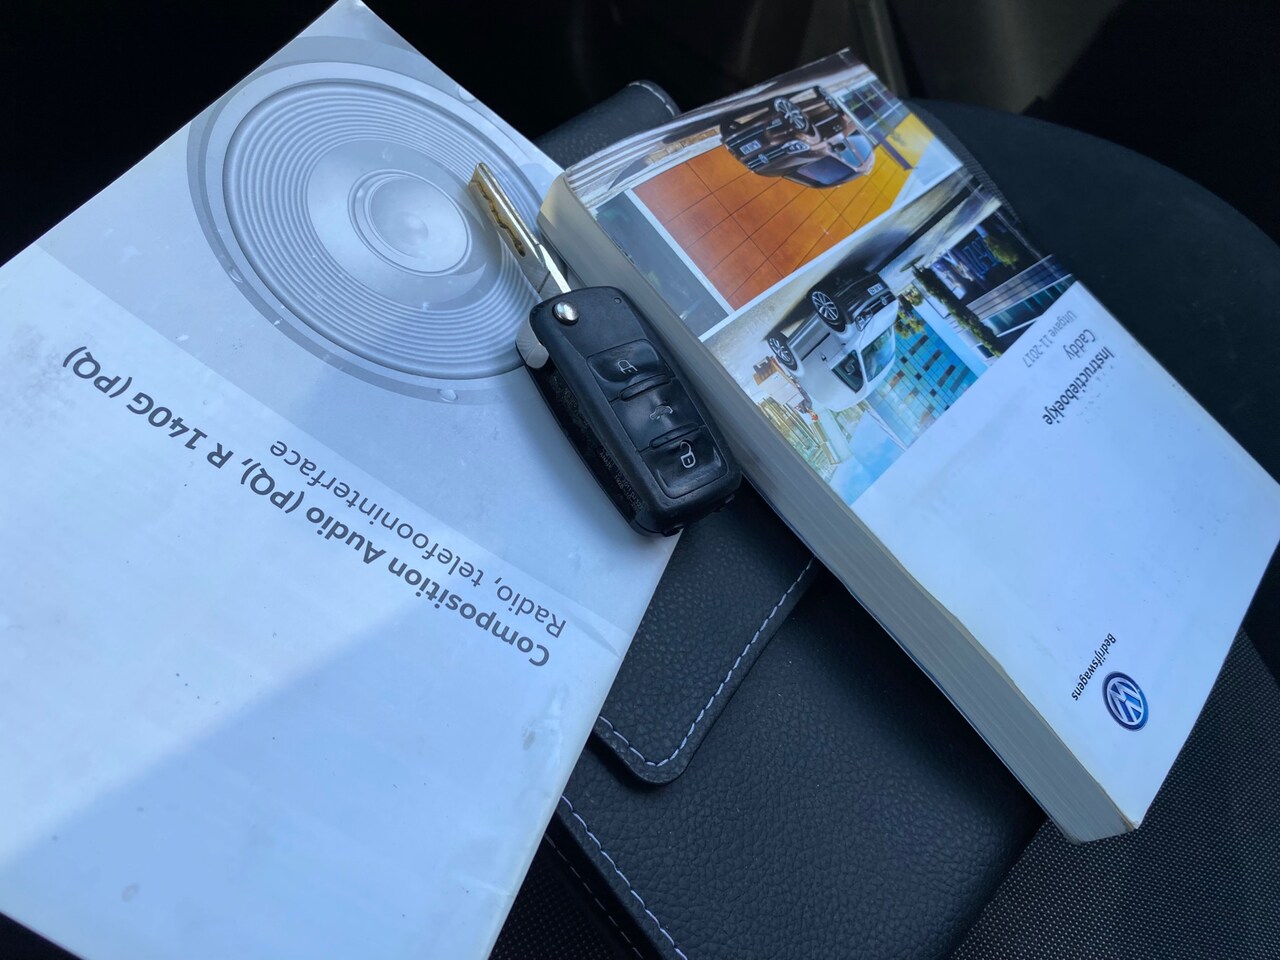 Composition Audio (PQ), R 140G (PQ)
Radio, telefooninterface
Instructieboekje
Caddy
Uitgave 11-2017
Bedrijfswagens